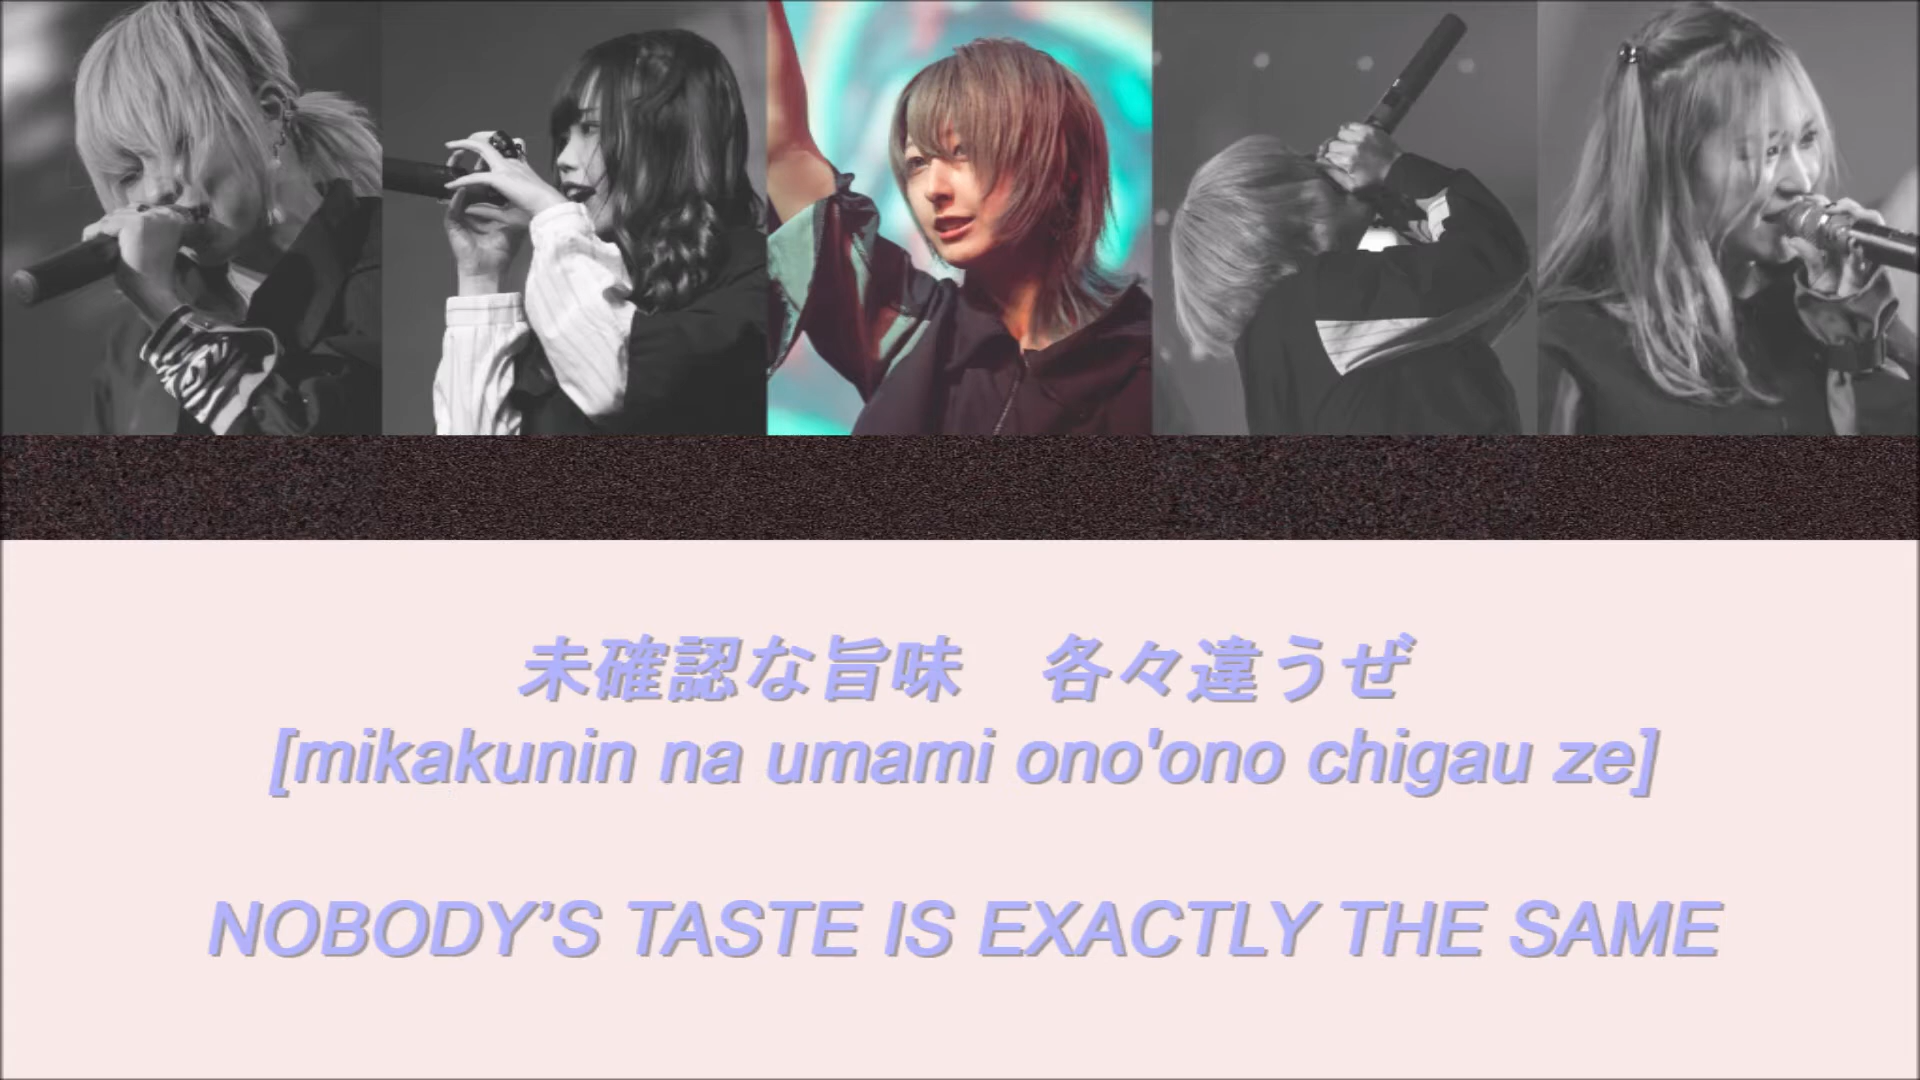 未確認な旨味　各々違うぜ
[mikakunin na umami ono'ono chigau ze]
NOBODY’S TASTE IS EXACTLY THE SAME